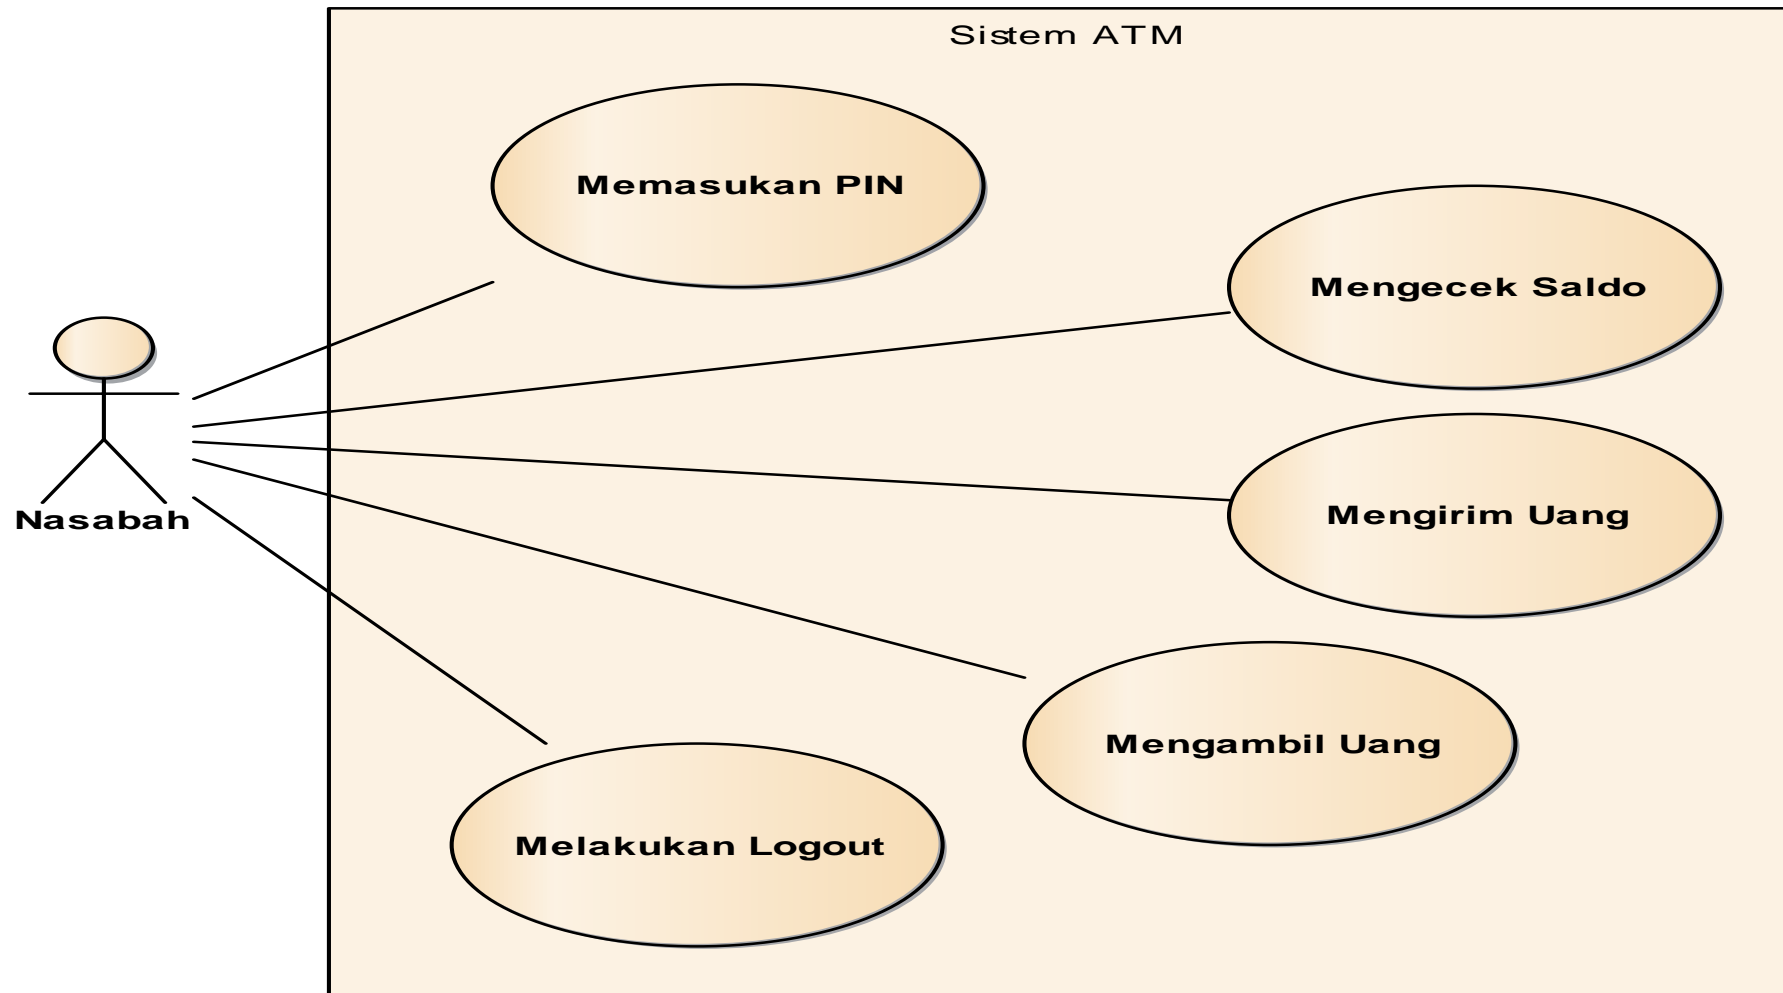 Sistem ATM
Memasukan PIN
Mengecek Saldo
Nasabah
Mengirim Uang
Mengambil Uang
Melakukan Logout